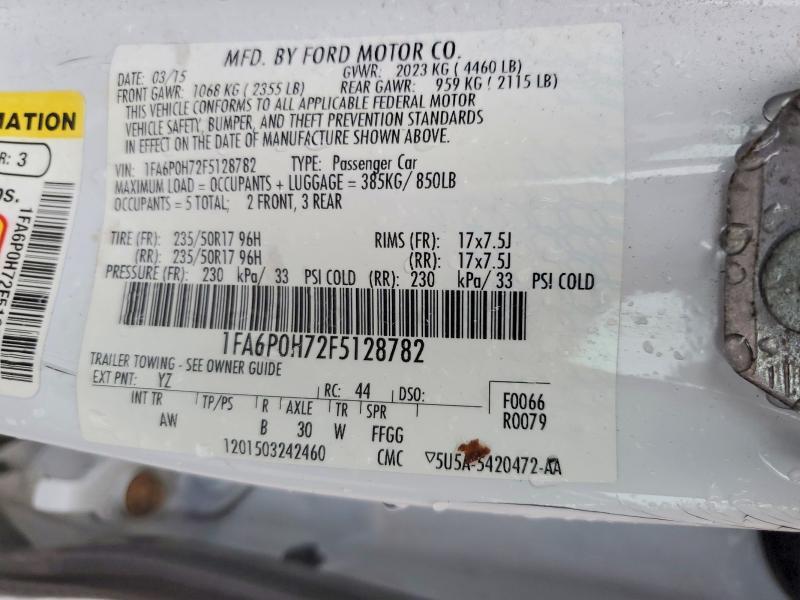 MFD. BY FORD MOTOR CO.
DATE: 03/15 GVWR: 2023 KG ( 4460 LB)
FRONT GAWR: 1068 KG ( 2355 LB) REAR GAWR: 959 KG ( 2115 LB)
THIS VEHICLE CONFORMS TO ALL APPLICABLE FEDERAL MOTOR
VEHICLE SAFETY, BUMPER, AND THEFT PREVENTION STANDARDS
IN EFFECT ON THE DATE OF MANUFACTURE SHOWN ABOVE.
VIN: 1FA6P0H72F5128782 TYPE: Passenger Car
MAXIMUM LOAD = OCCUPANTS + LUGGAGE = 385KG/ 850LB
OCCUPANTS = 5 TOTAL; 2 FRONT, 3 REAR
TIRE (FR): 235/50R17 96H RIMS (FR): 17x7.5J
(RR): 235/50R17 96H (RR): 17x7.5J
PRESSURE (FR): 230 kPa/ 33 PSI COLD (RR): 230 kPa/ 33 PSI COLD
1FA6P0H72F5128782
TRAILER TOWING - SEE OWNER GUIDE
EXT PNT: YZ RC: 44 DSO: F0066
INT TR TP/PS R AXLE TR SPR R0079
AW B 30 W FFGG
1201503242460 CMC ▽5U5A-5420472-AA
MATION
R: 3
os.